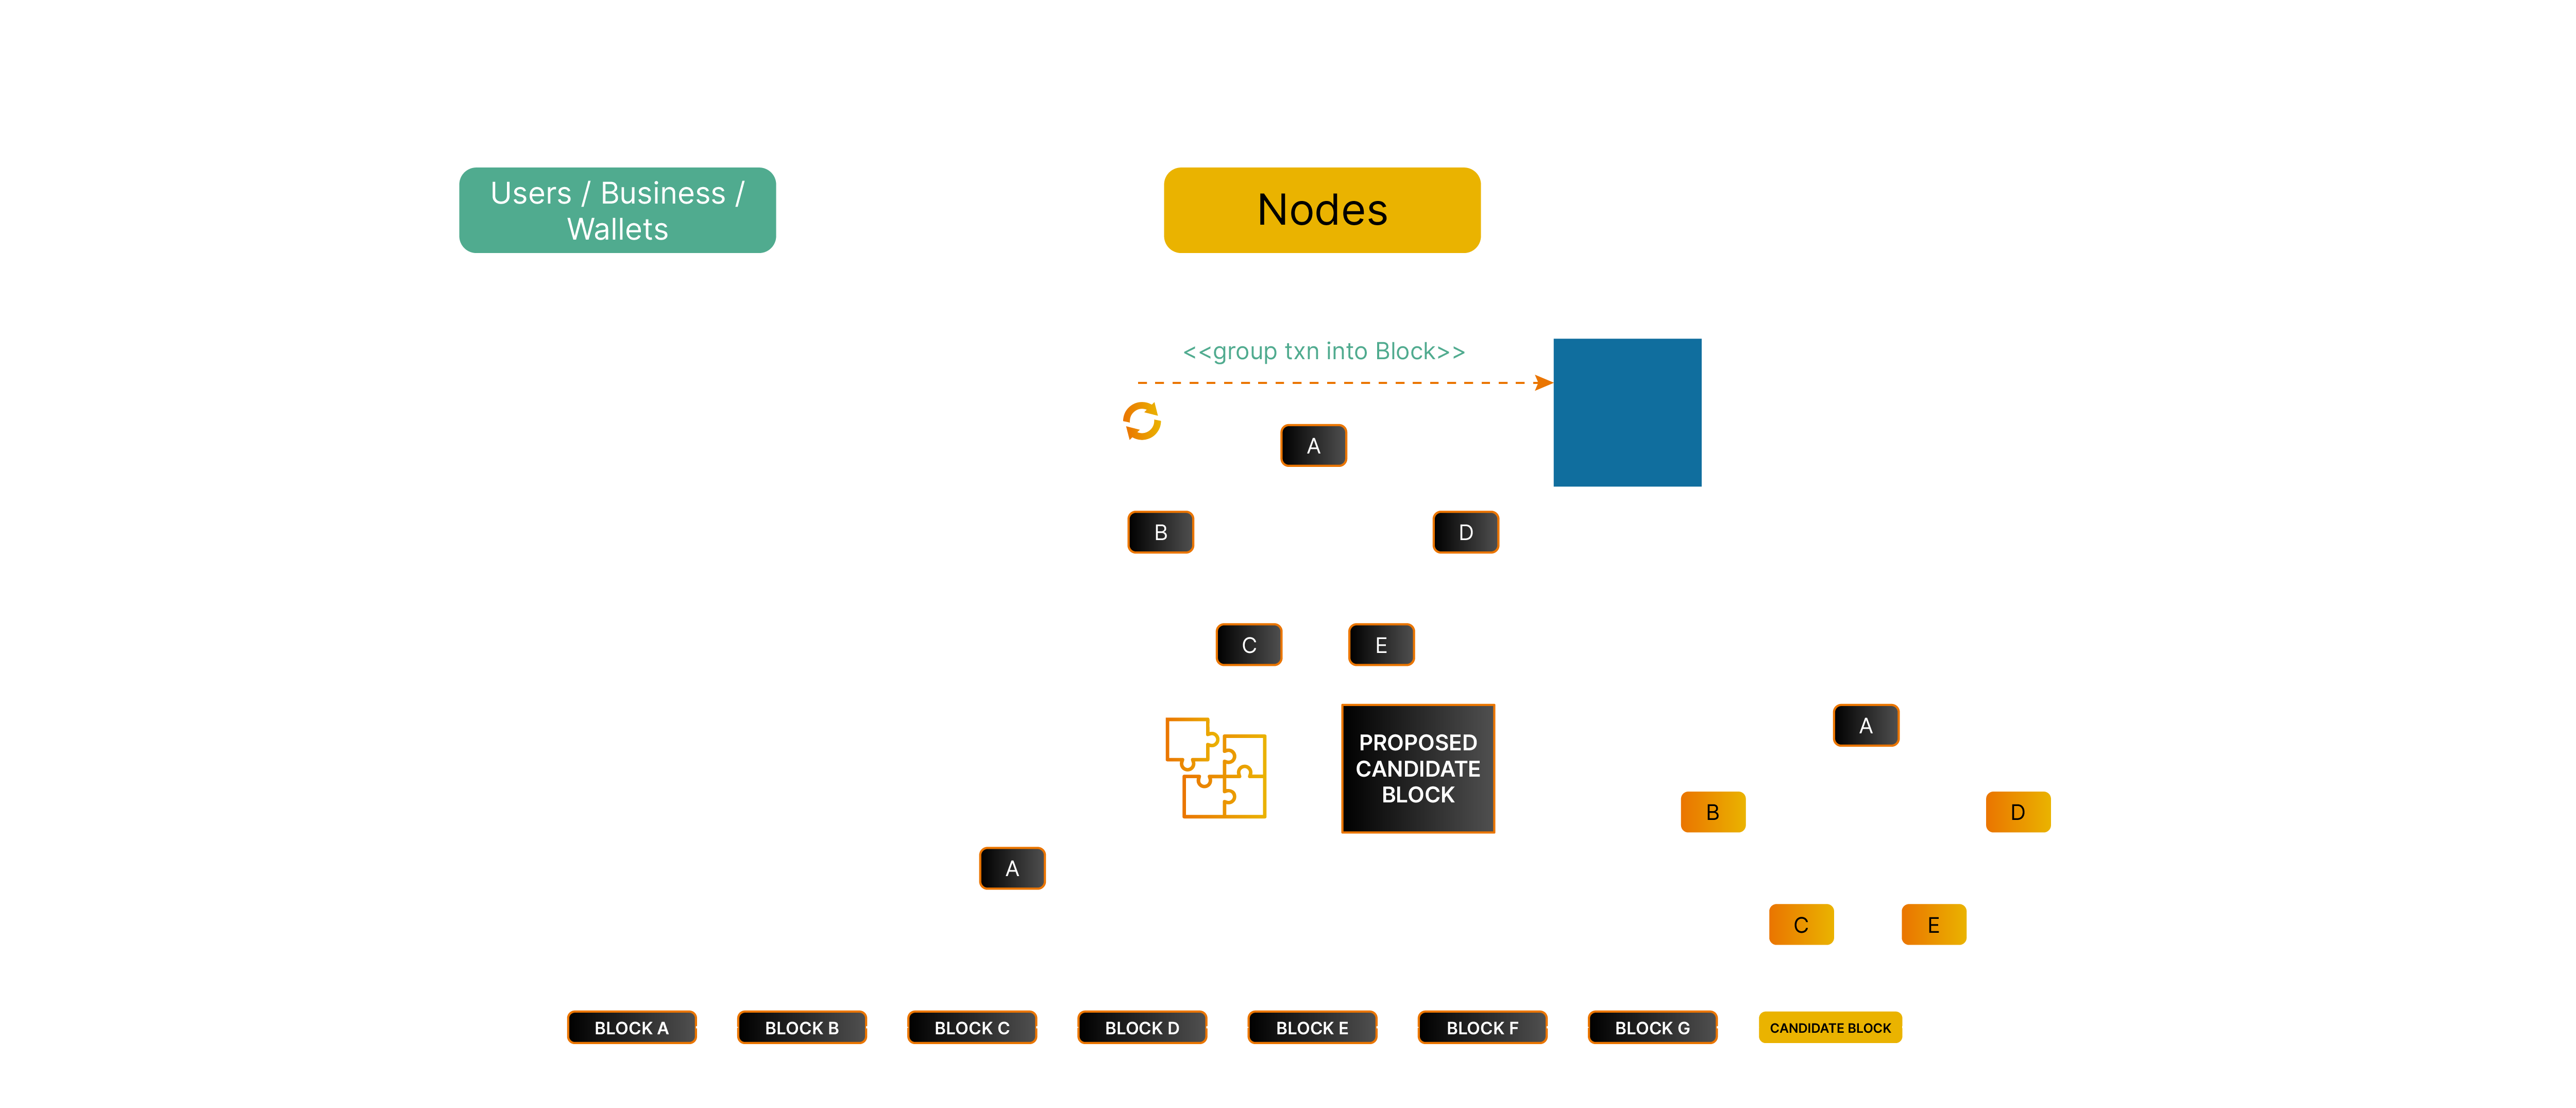 Users / Business /
Wallets
Nodes
<<group txn into Block>>
A
B
D
C
E
PROPOSED
CANDIDATE
BLOCK
A
B
D
A
C
E
BLOCK A
BLOCK B
BLOCK C
BLOCK D
BLOCK E
BLOCK F
BLOCK G
CANDIDATE BLOCK